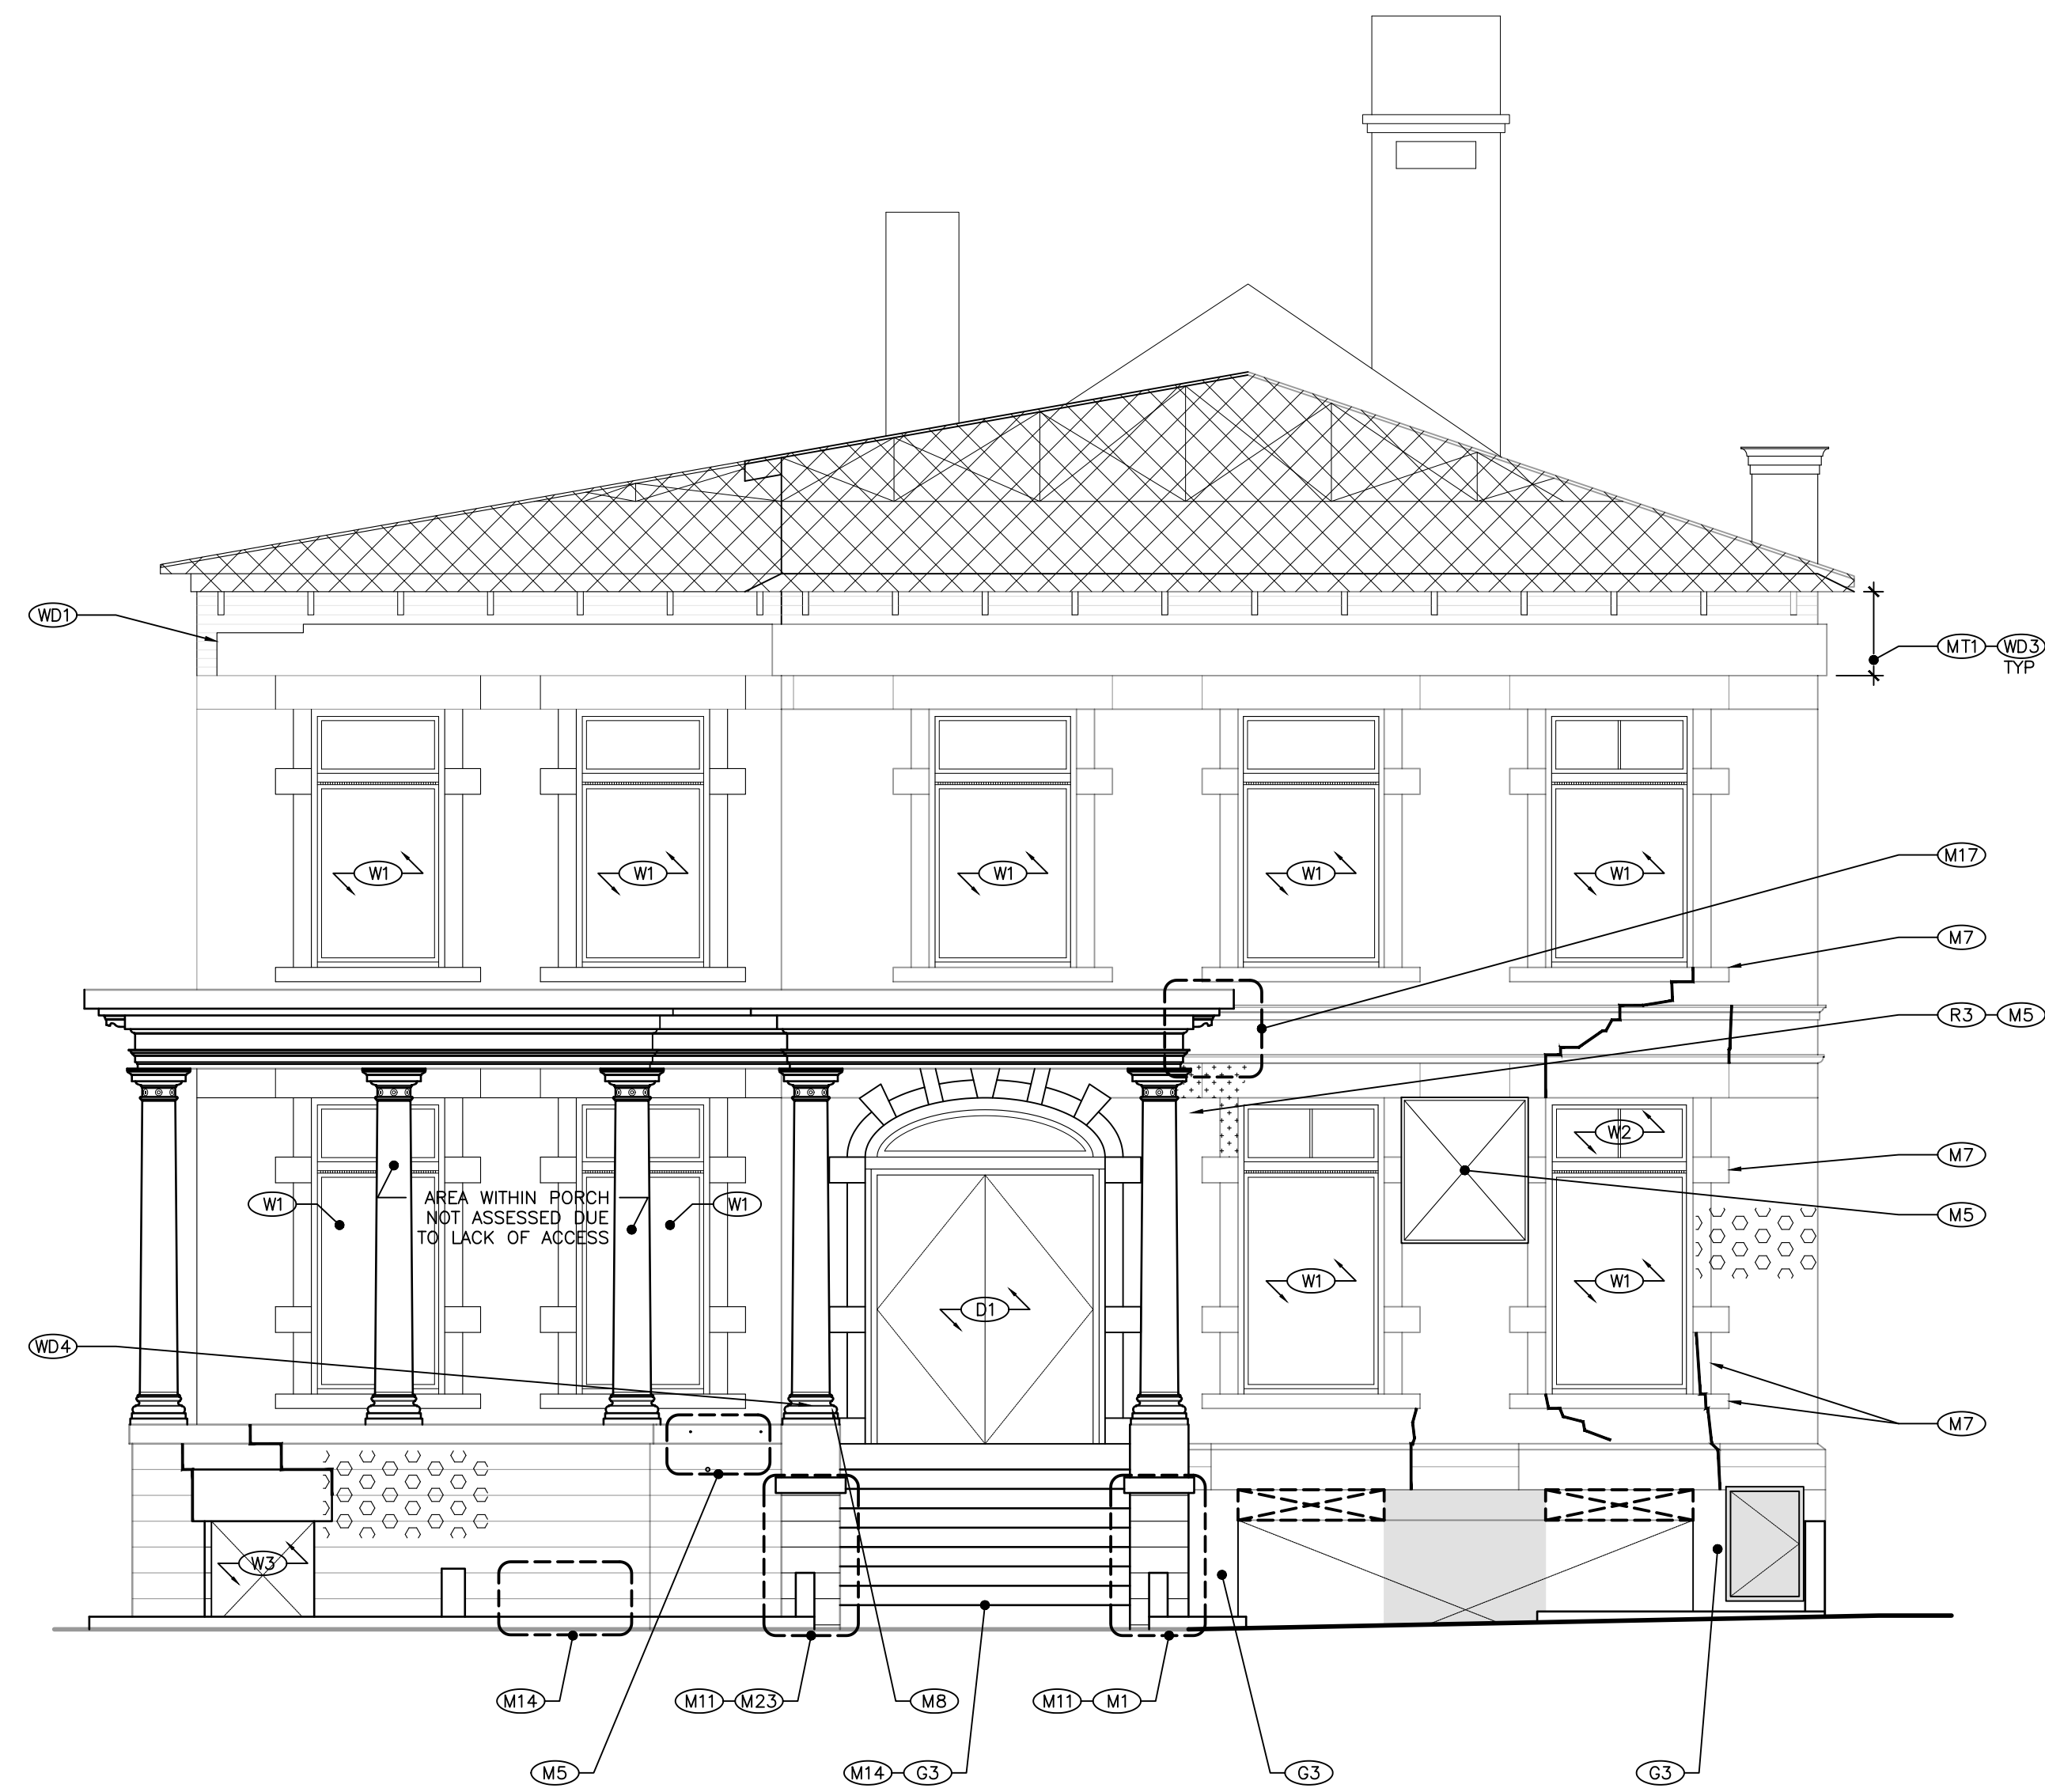 WD1
MT1 WD3
TYP
W1 W1 W1 W1 W1
M17
M7
R3 M5
W2
M7
AREA WITHIN PORCH
NOT ASSESSED DUE
TO LACK OF ACCESS
W1 W1
M5
W1 W1
D1
WD4
M7
W3
M14 M11 M23 M8 M11 M1
M5 M14 G3 G3 G3